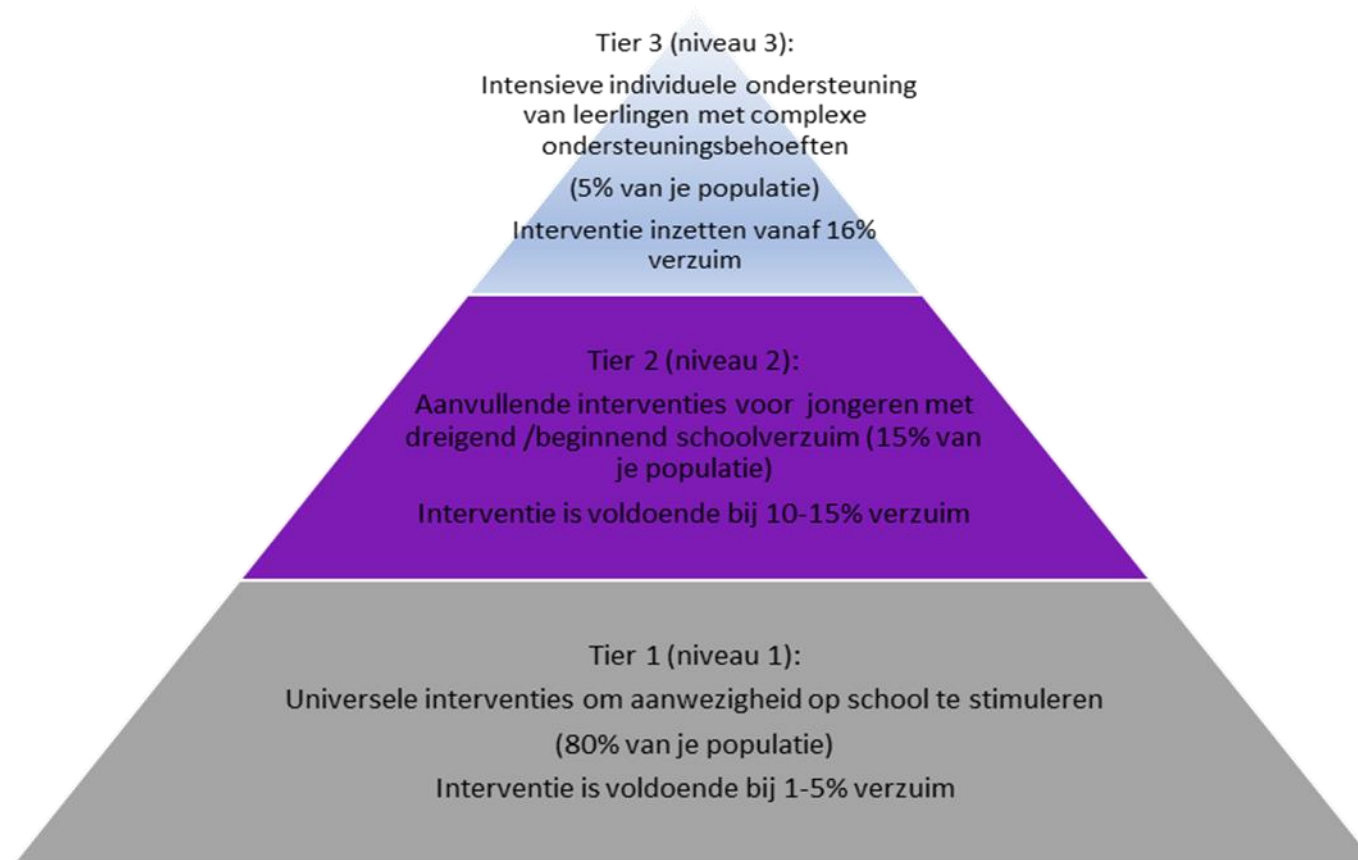 Tier 3 (niveau 3):
Intensieve individuele ondersteuning
van leerlingen met complexe
ondersteuningsbehoeften
(5% van je populatie)
Interventie inzetten vanaf 16%
verzuim
Tier 2 (niveau 2):
Aanvullende interventies voor jongeren met
dreigend /beginnend schoolverzuim (15% van
je populatie)
Interventie is voldoende bij 10-15% verzuim
Tier 1 (niveau 1):
Universele interventies om aanwezigheid op school te stimuleren
(80% van je populatie)
Interventie is voldoende bij 1-5% verzuim